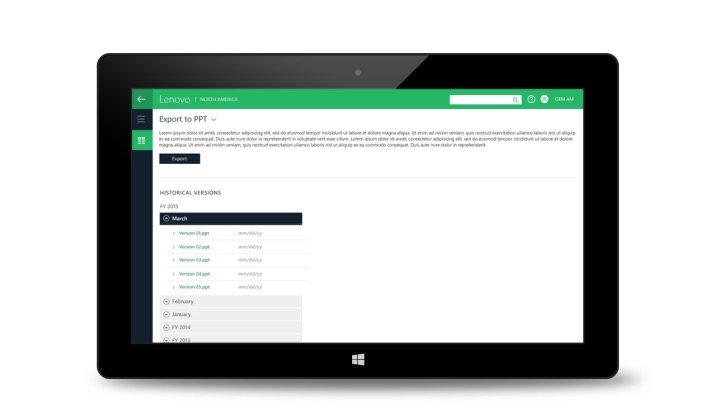 Lenovo | NORTH AMERICA
GERI AM
Export to PPT
Lorem ipsum dolor sit amet, consectetur adipisicing elit, sed do eiusmod tempor incididunt ut labore et dolore magna aliqua. Ut enim ad minim veniam, quis nostrud exercitation ullamco laboris nisi ut aliquip
ex ea commodo consequat. Duis aute irure dolor in reprehenderit in voluptate velit esse cillum. Lorem ipsum dolor sit amet, consectetur adipisicing elit, sed do eiusmod tempor incididunt ut labore et dolore
magna aliqua. Ut enim ad minim veniam, quis nostrud exercitation ullamco laboris nisi ut aliquip ex ea commodo consequat. Duis aute irure dolor in reprehenderit.
Export
HISTORICAL VERSIONS
FY 2015
March
Version 01.ppt mm/dd/yy
Version 02.ppt mm/dd/yy
Version 03.ppt mm/dd/yy
Version 04.ppt mm/dd/yy
Version 05.ppt mm/dd/yy
February
January
FY 2014
FY 2013